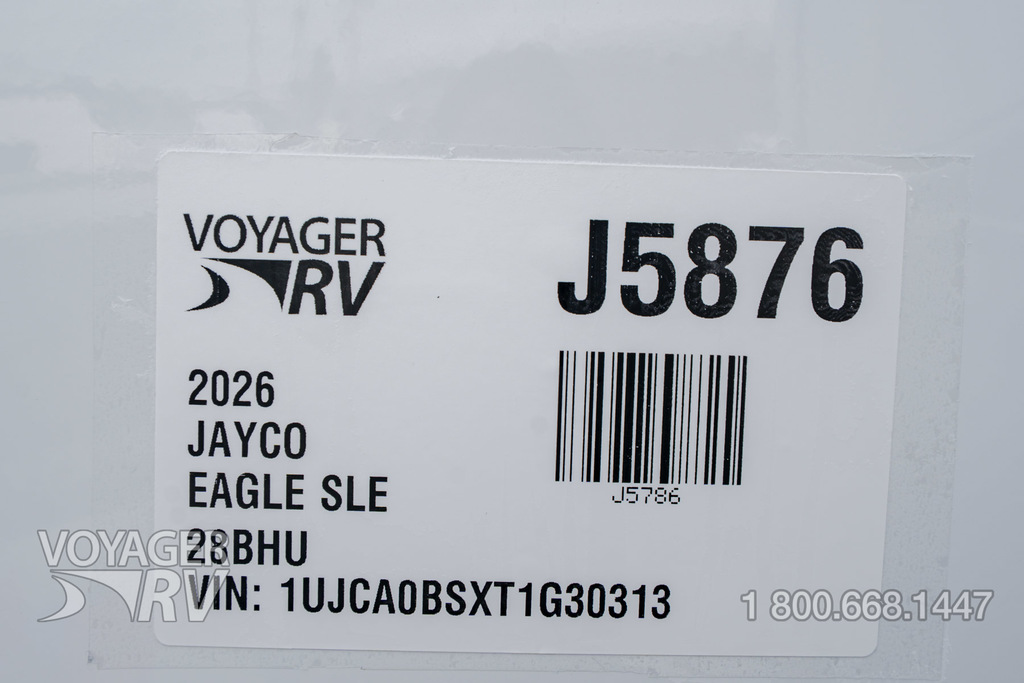 VOYAGER
RV
J5876
J5786
2026
JAYCO
EAGLE SLE
28BHU
VIN: 1UJCA0BSXT1G30313
VOYAGER
RV
1 800.668.1447